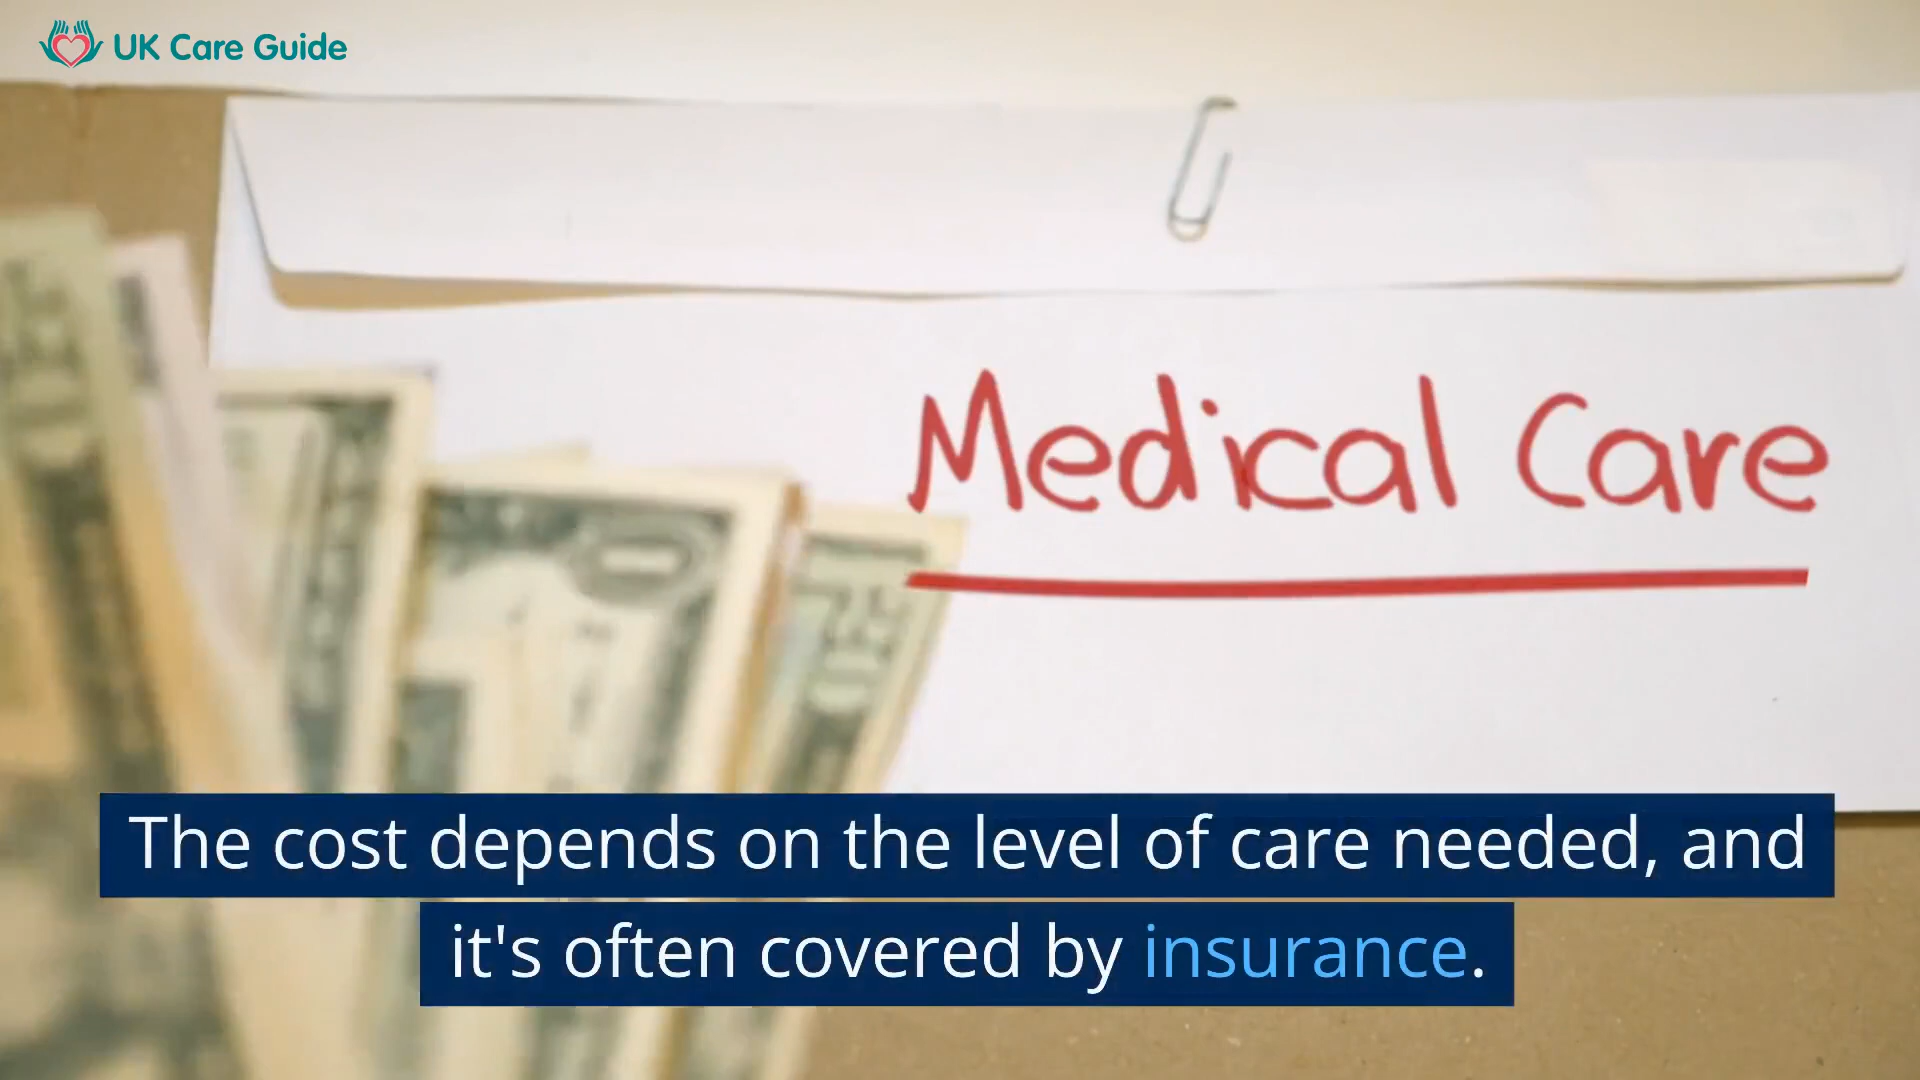 UK Care Guide
Medical Care
The cost depends on the level of care needed, and
it's often covered by insurance.